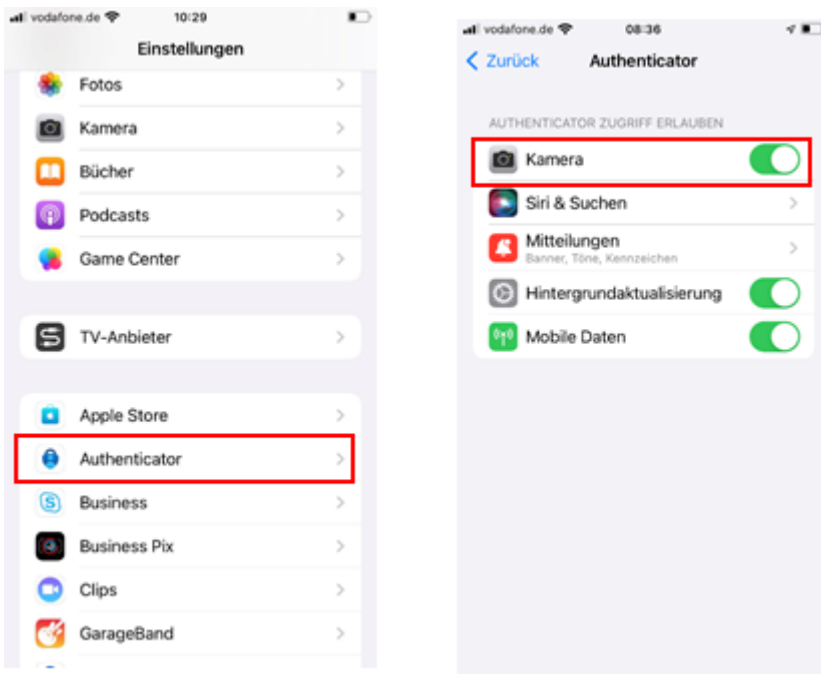 vodafone.de 10:29
Einstellungen
Fotos
Kamera
Bücher
Podcasts
Game Center
TV-Anbieter
Apple Store
Authenticator
Business
Business Pix
Clips
GarageBand
vodafone.de 08:36
Zurück Authenticator
AUTHENTICATOR ZUGRIFF ERLAUBEN
Kamera
Siri & Suchen
Mitteilungen
Banner, Töne, Kennzeichen
Hintergrundaktualisierung
Mobile Daten